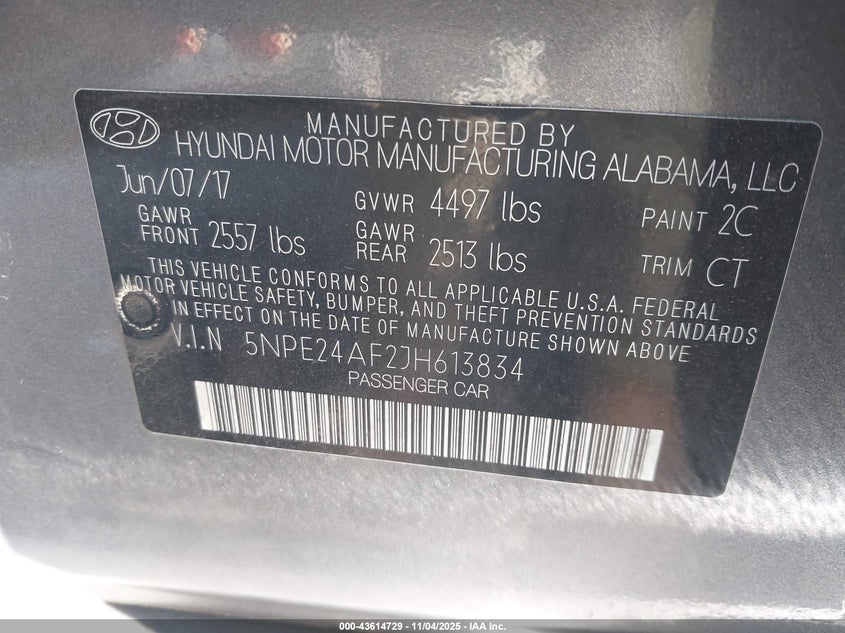 MANUFACTURED BY
HYUNDAI MOTOR MANUFACTURING ALABAMA, LLC
Jun/07/17 GVWR 4497 lbs PAINT 2C
GAWR FRONT 2557 lbs GAWR REAR 2513 lbs TRIM CT
THIS VEHICLE CONFORMS TO ALL APPLICABLE U.S.A. FEDERAL
MOTOR VEHICLE SAFETY, BUMPER, AND THEFT PREVENTION STANDARDS
IN EFFECT ON THE DATE OF MANUFACTURE SHOWN ABOVE
V.I.N 5NPE24AF2JH613834
PASSENGER CAR
000-43614729 - 11/04/2025 - IAA Inc.